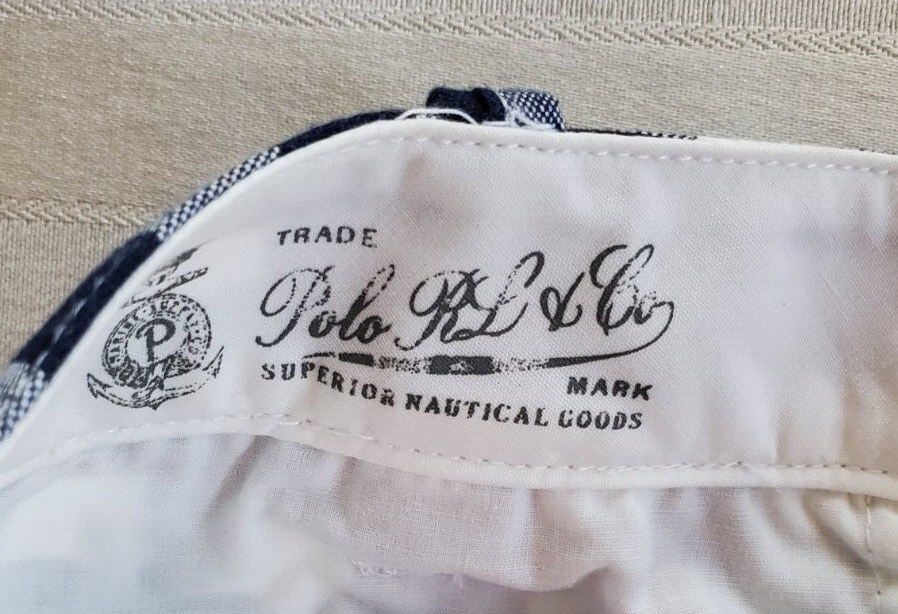 TRADE
Polo RL & Co
MARK
SUPERIOR NAUTICAL GOODS
P